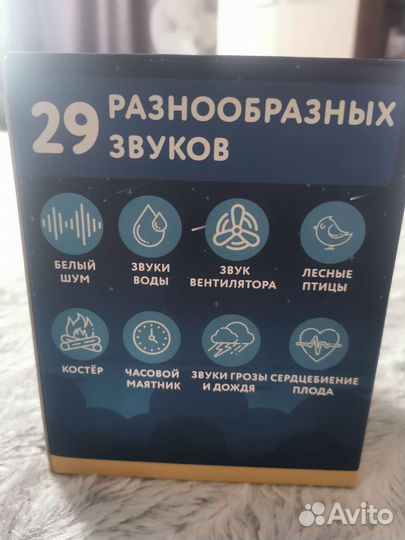 29 РАЗНООБРАЗНЫХ
ЗВУКОВ
БЕЛЫЙ
ШУМ
ЗВУКИ
ВОДЫ
ЗВУК
ВЕНТИЛЯТОРА
ЛЕСНЫЕ
ПТИЦЫ
КОСТЁР
ЧАСОВОЙ
МАЯТНИК
ЗВУКИ ГРОЗЫ
И ДОЖДЯ
СЕРДЦЕБИЕНИЕ
ПЛОДА
Avito